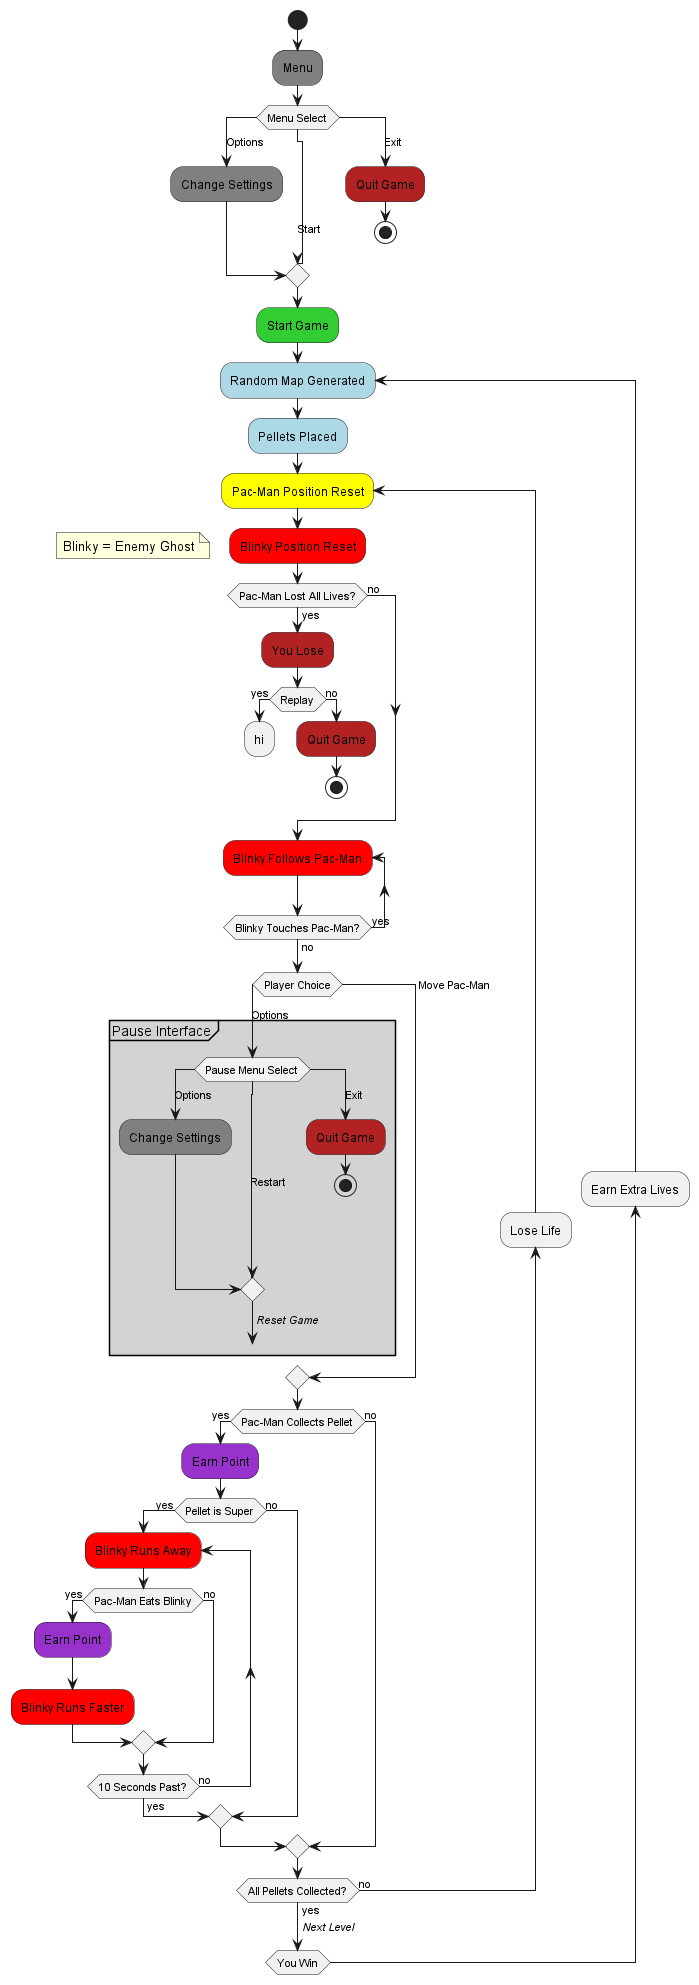 Menu
Menu Select
Options
Exit
Change Settings
Quit Game
Start
Start Game
Random Map Generated
Pellets Placed
Pac-Man Position Reset
Blinky = Enemy Ghost
Blinky Position Reset
Pac-Man Lost All Lives?
no
yes
You Lose
yes
Replay
no
hi
Quit Game
Blinky Follows Pac-Man
Blinky Touches Pac-Man?
yes
no
Player Choice
Move Pac-Man
Options
Pause Interface
Pause Menu Select
Options
Exit
Change Settings
Quit Game
Restart
Earn Extra Lives
Lose Life
Reset Game
yes
Pac-Man Collects Pellet
no
Earn Point
yes
Pellet is Super
no
Blinky Runs Away
yes
Pac-Man Eats Blinky
no
Earn Point
Blinky Runs Faster
10 Seconds Past?
no
yes
All Pellets Collected?
no
yes
Next Level
You Win